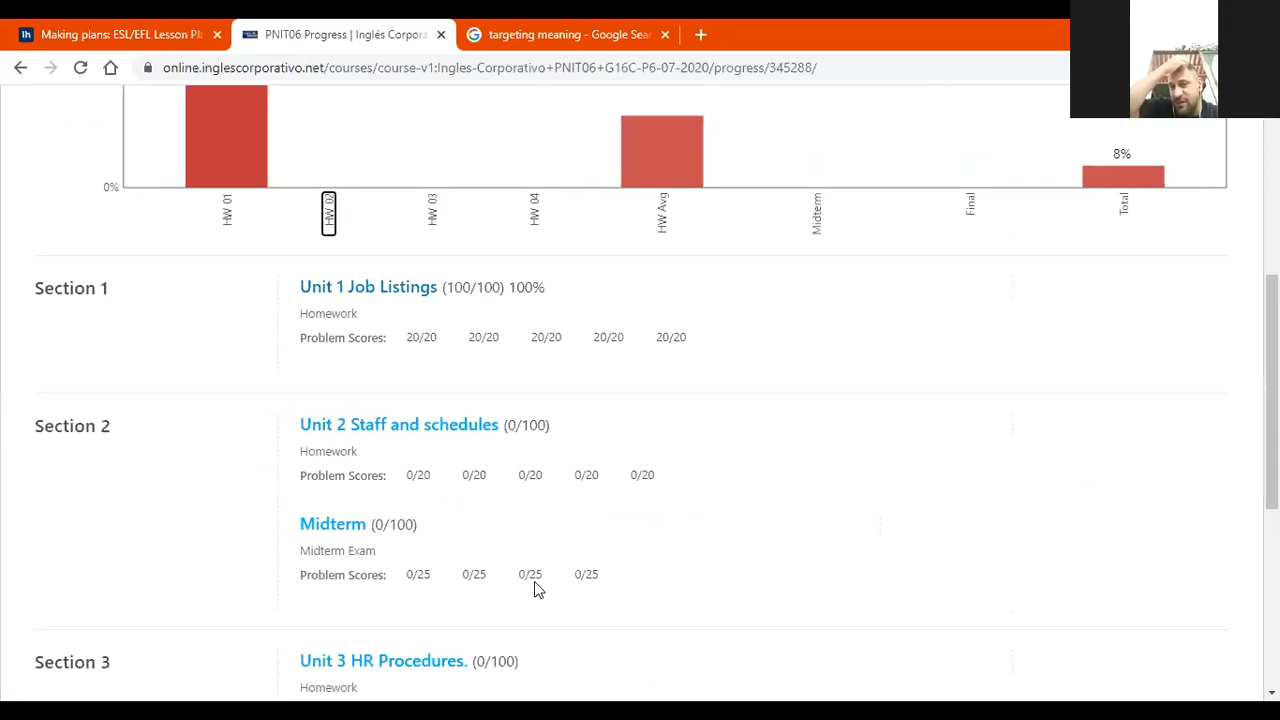 Making plans: ESL/EFL Lesson Pl
PNIT06 Progress | Inglés Corpora
targeting meaning - Google Sear
online.inglescorporativo.net/courses/course-v1:Ingles-Corporativo+PNIT06+G16C-P6-07-2020/progress/345288/
8%
0%
HW 01
HW 02
HW 03
HW 04
HW Avg
Midterm
Final
Total
Section 1
Unit 1 Job Listings (100/100) 100%
Homework
Problem Scores: 20/20 20/20 20/20 20/20 20/20
Section 2
Unit 2 Staff and schedules (0/100)
Homework
Problem Scores: 0/20 0/20 0/20 0/20 0/20
Midterm (0/100)
Midterm Exam
Problem Scores: 0/25 0/25 0/25 0/25
Section 3
Unit 3 HR Procedures. (0/100)
Homework